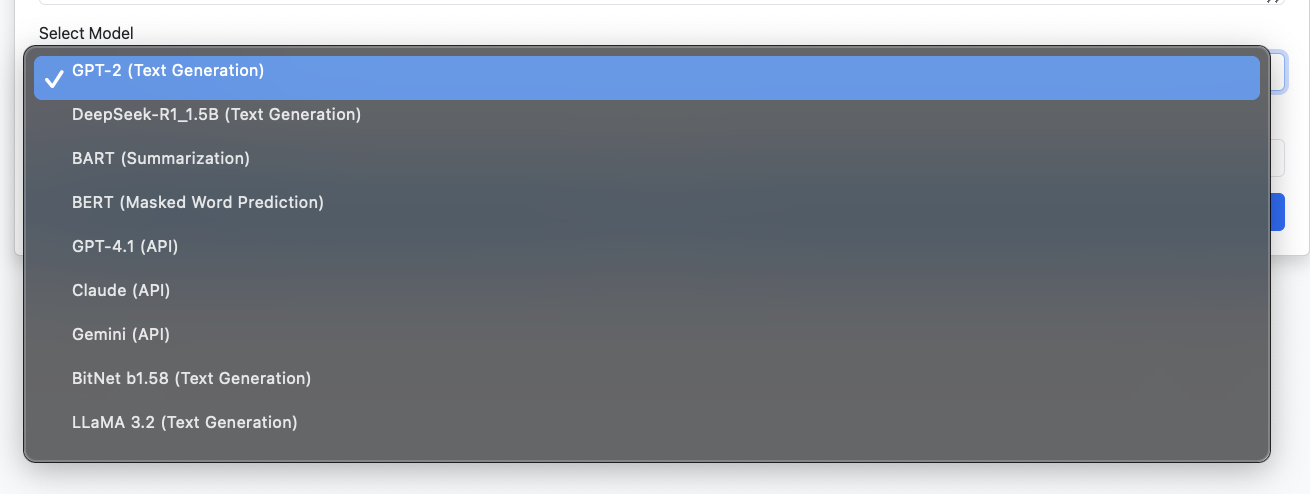 Select Model
GPT-2 (Text Generation)
DeepSeek-R1_1.5B (Text Generation)
BART (Summarization)
BERT (Masked Word Prediction)
GPT-4.1 (API)
Claude (API)
Gemini (API)
BitNet b1.58 (Text Generation)
LLaMA 3.2 (Text Generation)